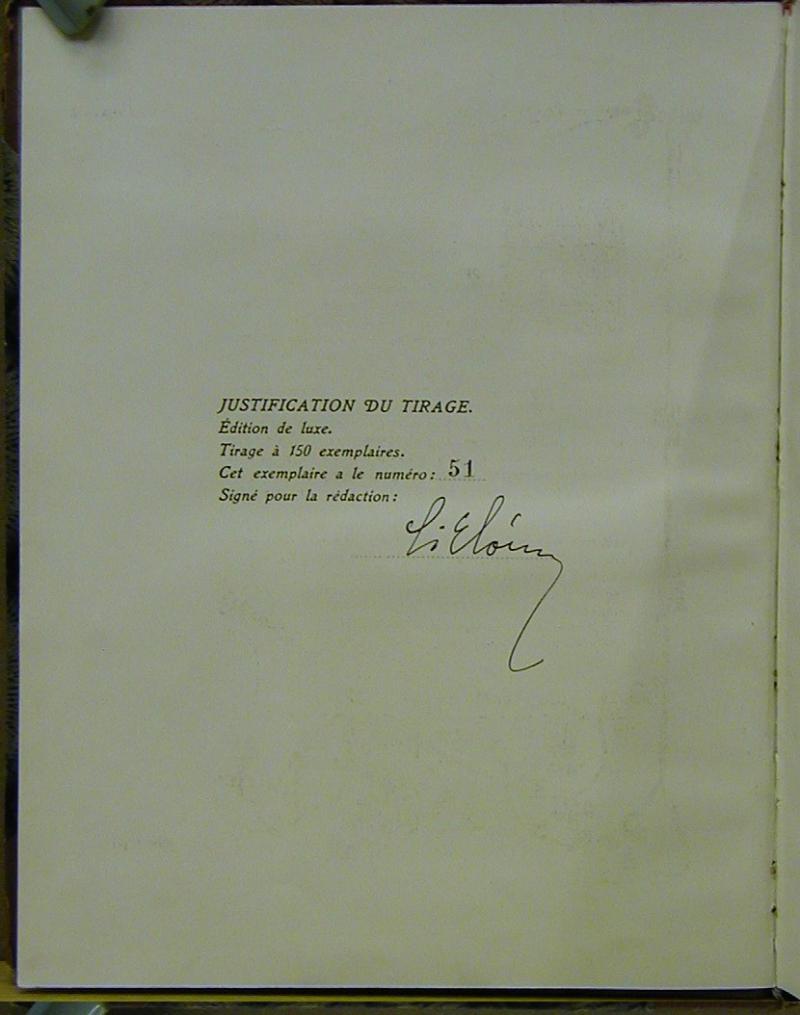 JUSTIFICATION DU TIRAGE.
Édition de luxe.
Tirage à 150 exemplaires.
Cet exemplaire a le numéro: 51
Signé pour la rédaction: